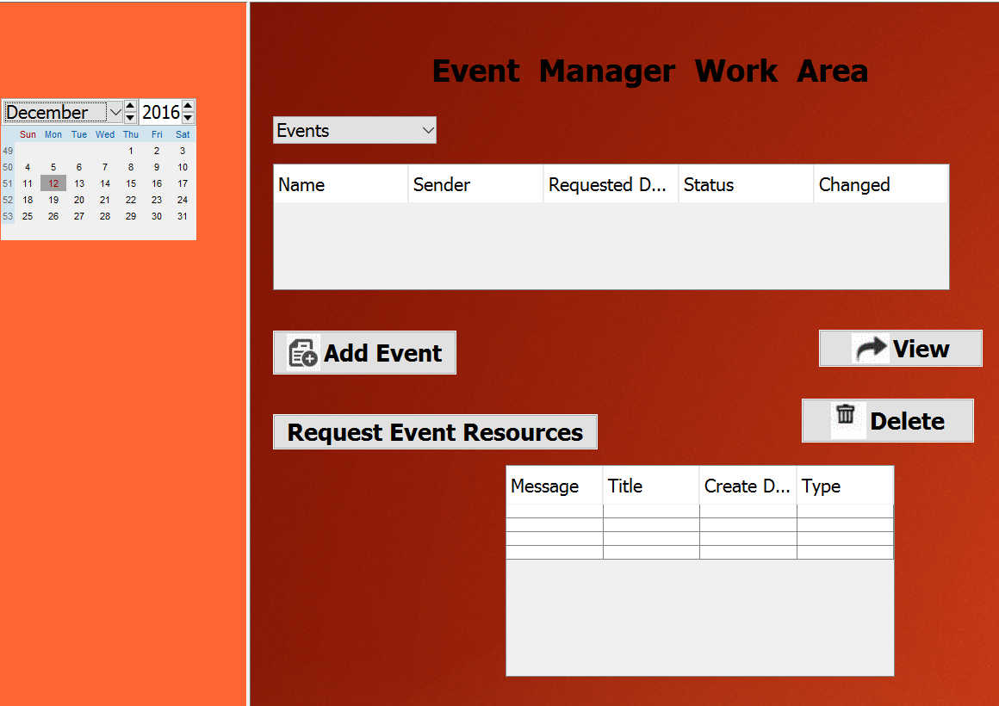 Event Manager Work Area
December 2016
Sun Mon Tue Wed Thu Fri Sat
49 1 2 3
50 4 5 6 7 8 9 10
51 11 12 13 14 15 16 17
52 18 19 20 21 22 23 24
53 25 26 27 28 29 30 31
Events
Name Sender Requested D... Status Changed
Add Event
View
Request Event Resources
Delete
Message Title Create D... Type